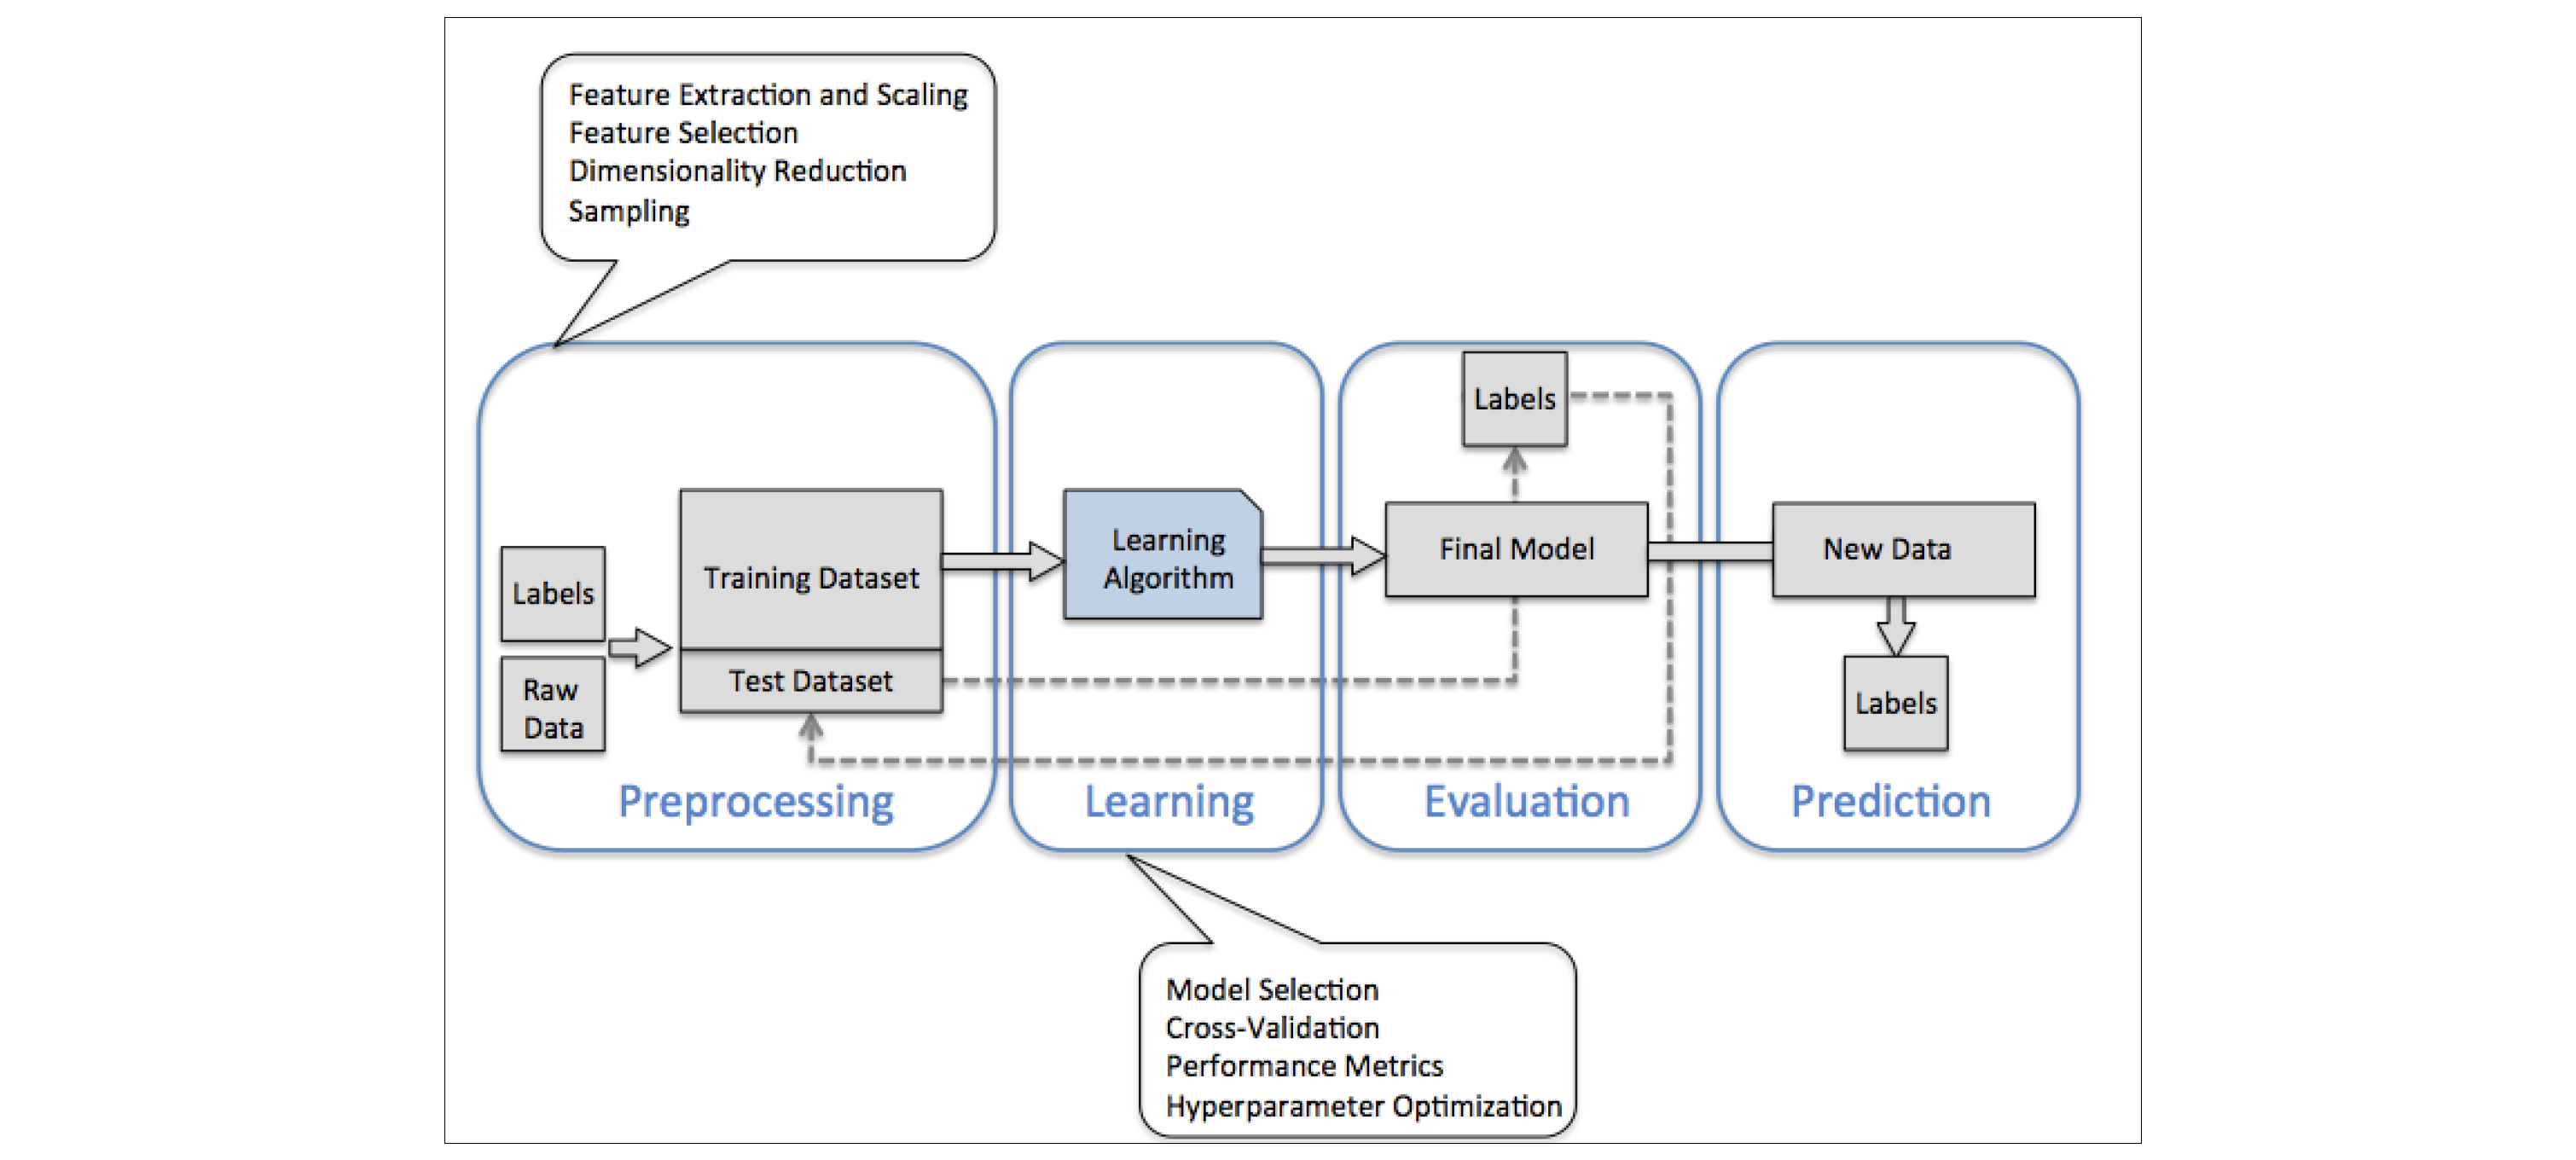 Feature Extraction and Scaling
Feature Selection
Dimensionality Reduction
Sampling
Labels
Raw
Data
Training Dataset
Test Dataset
Preprocessing
Learning
Algorithm
Learning
Labels
Final Model
Evaluation
New Data
Labels
Prediction
Model Selection
Cross-Validation
Performance Metrics
Hyperparameter Optimization